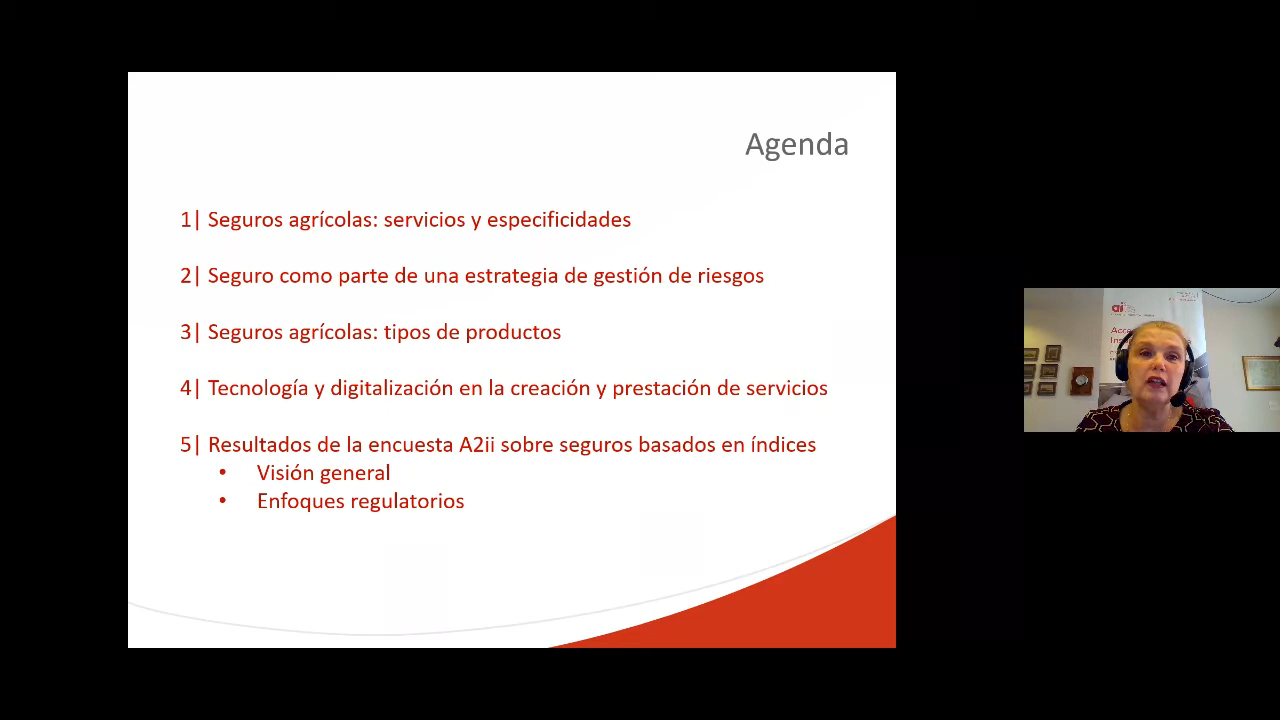 Agenda
1| Seguros agrícolas: servicios y especificidades
2| Seguro como parte de una estrategia de gestión de riesgos
3| Seguros agrícolas: tipos de productos
4| Tecnología y digitalización en la creación y prestación de servicios
5| Resultados de la encuesta A2ii sobre seguros basados en índices
• Visión general
• Enfoques regulatorios